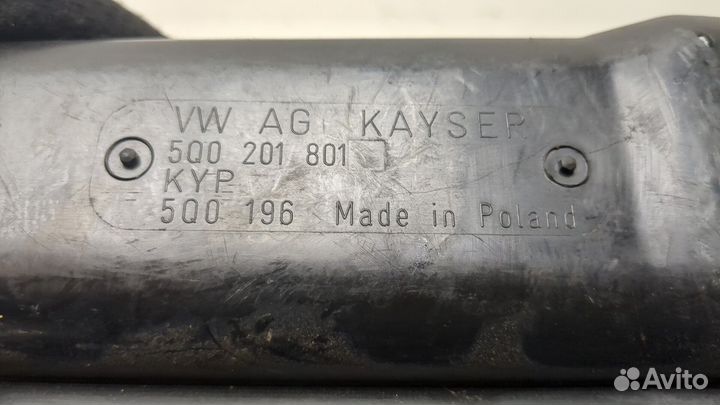 VW AG KAYSER
5Q0 201 801
KYP
5Q0 196 Made in Poland
Avito